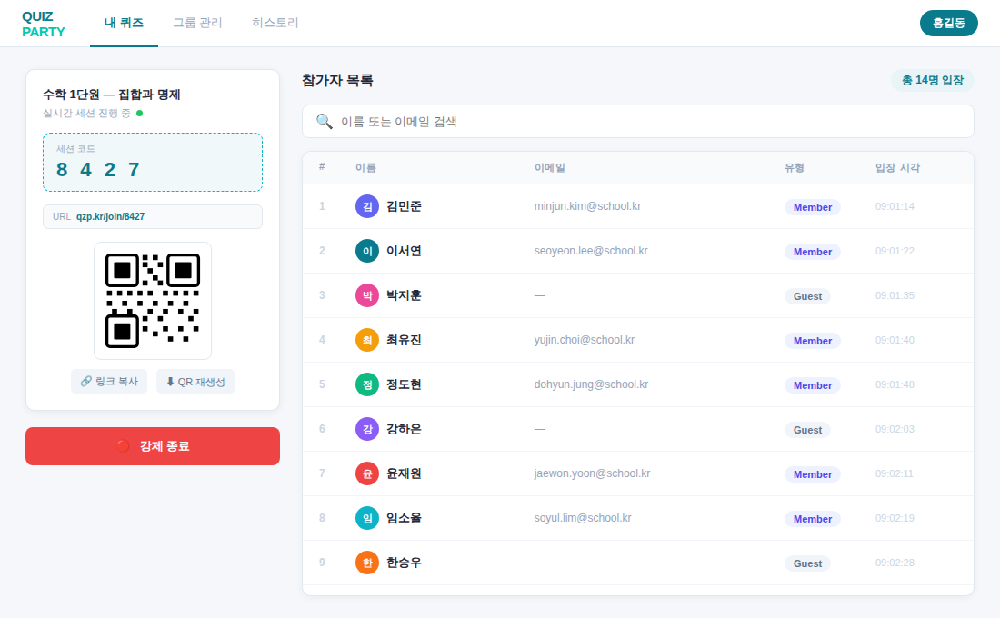 QUIZ
PARTY
내 퀴즈
그룹 관리
히스토리
홍길동
수학 1단원 — 집합과 명제
실시간 세션 진행 중
세션 코드
8 4 2 7
URL qzp.kr/join/8427
링크 복사
QR 재생성
강제 종료
참가자 목록
총 14명 입장
이름 또는 이메일 검색
# 이름 이메일 유형 입장 시각
1 김 김민준 minjun.kim@school.kr Member 09:01:14
2 이 이서연 seoyeon.lee@school.kr Member 09:01:22
3 박 박지훈 — Guest 09:01:35
4 최 최유진 yujin.choi@school.kr Member 09:01:40
5 정 정도현 dohyun.jung@school.kr Member 09:01:48
6 강 강하은 — Guest 09:02:03
7 윤 윤재원 jaewon.yoon@school.kr Member 09:02:11
8 임 임소율 soyul.lim@school.kr Member 09:02:19
9 한 한승우 — Guest 09:02:28